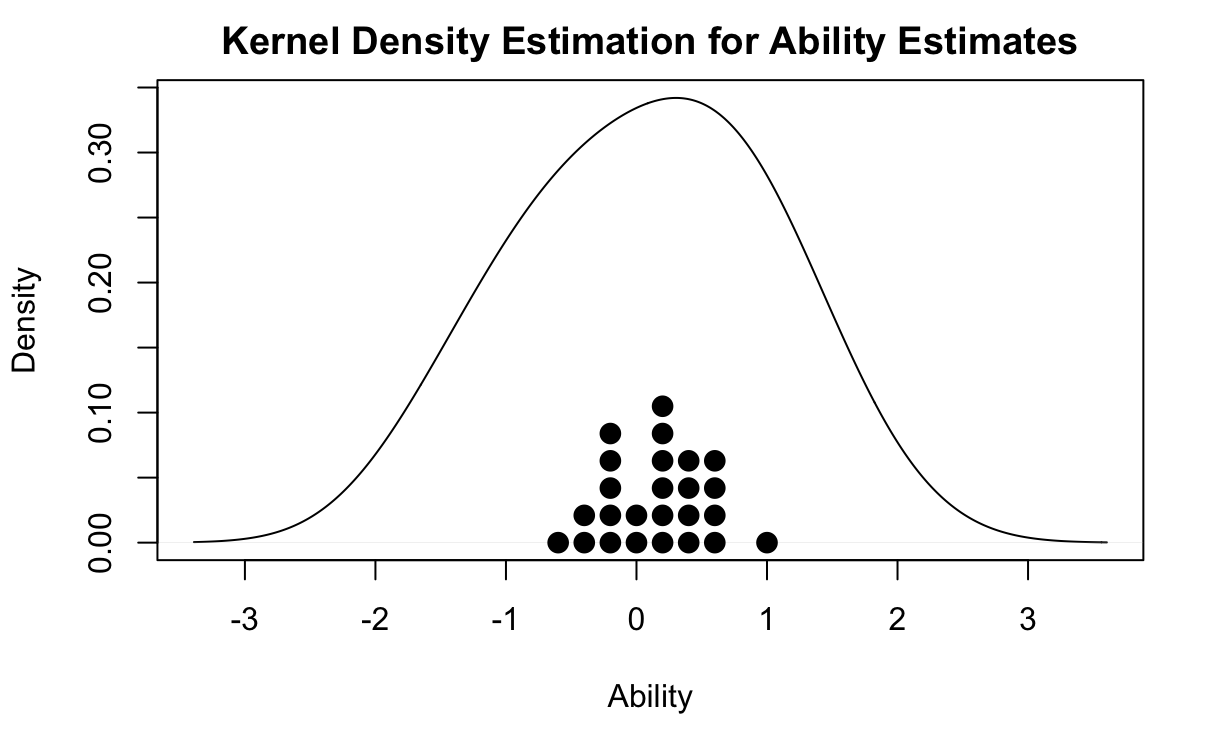 Kernel Density Estimation for Ability Estimates
Density
0.30
0.20
0.10
0.00
-3 -2 -1 0 1 2 3
Ability